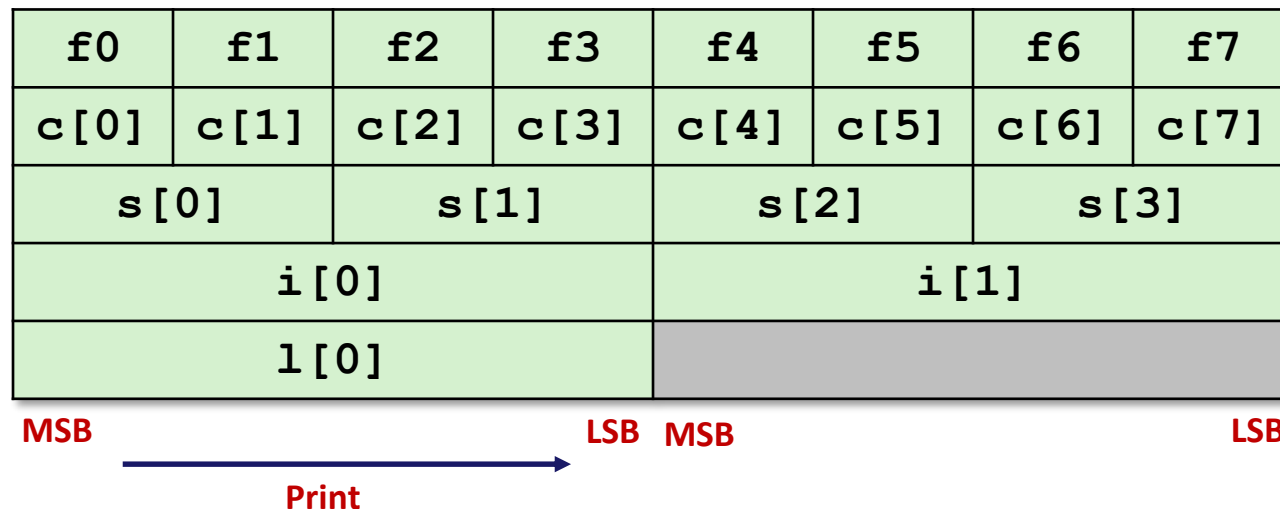 f0 f1 f2 f3 f4 f5 f6 f7
c[0] c[1] c[2] c[3] c[4] c[5] c[6] c[7]
s[0] s[1] s[2] s[3]
i[0] i[1]
l[0]
MSB LSB MSB LSB
Print